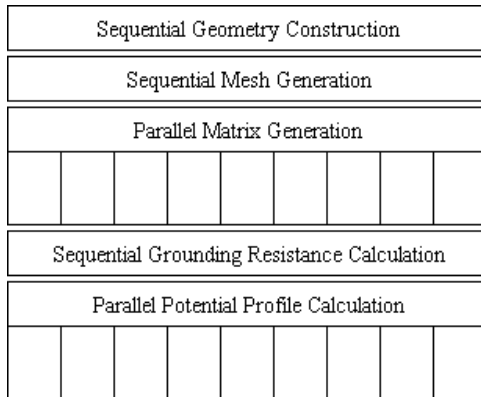 Sequential Geometry Construction
Sequential Mesh Generation
Parallel Matrix Generation
Sequential Grounding Resistance Calculation
Parallel Potential Profile Calculation